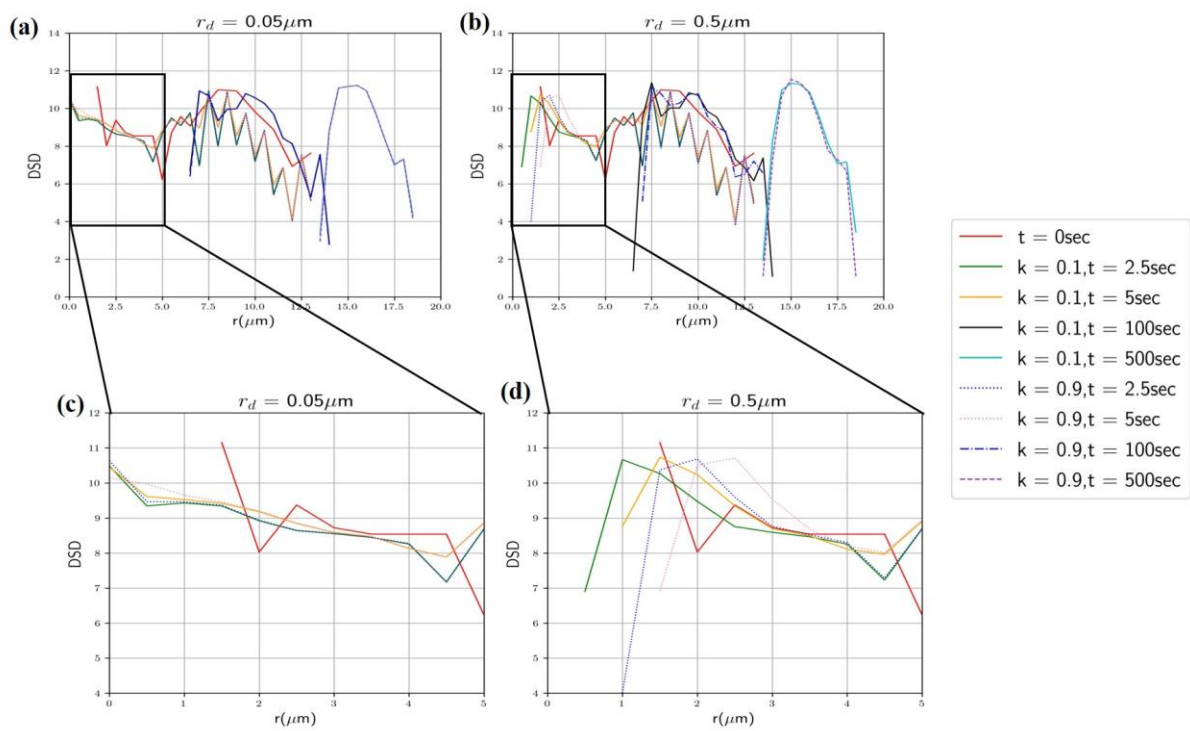 (a)
r_d = 0.05μm
14
12
10
8
6
4
2
0
DSD
0.0 2.5 5.0 7.5 10.0 12.5 15.0 17.5 20.0
r(μm)
(b)
r_d = 0.5μm
14
12
10
8
6
4
2
0
DSD
0.0 2.5 5.0 7.5 10.0 12.5 15.0 17.5 20.0
r(μm)
t = 0sec
k = 0.1,t = 2.5sec
k = 0.1,t = 5sec
k = 0.1,t = 100sec
k = 0.1,t = 500sec
k = 0.9,t = 2.5sec
k = 0.9,t = 5sec
k = 0.9,t = 100sec
k = 0.9,t = 500sec
(c)
r_d = 0.05μm
12
11
10
9
8
7
6
5
4
DSD
0 1 2 3 4 5
r(μm)
(d)
r_d = 0.5μm
12
11
10
9
8
7
6
5
4
DSD
0 1 2 3 4 5
r(μm)